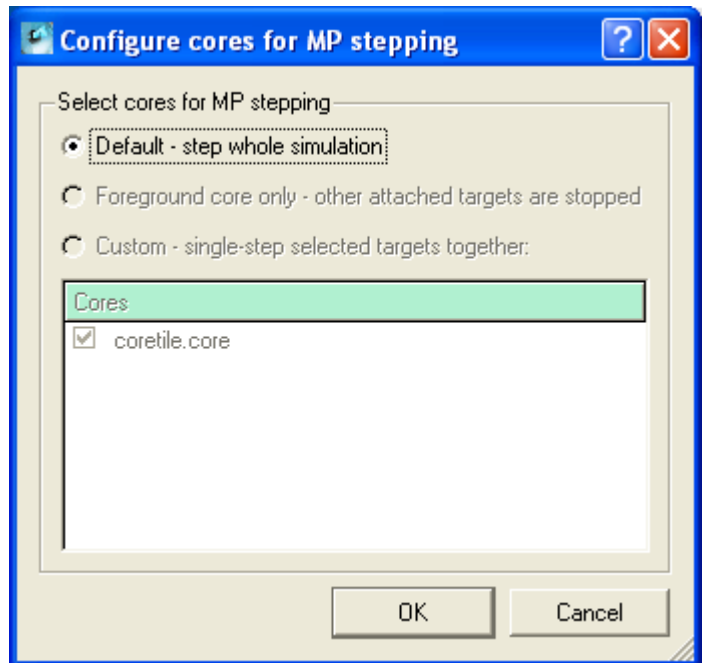 Configure cores for MP stepping
Select cores for MP stepping
Default - step whole simulation
Foreground core only - other attached targets are stopped
Custom - single-step selected targets together:
Cores
coretile.core
OK
Cancel